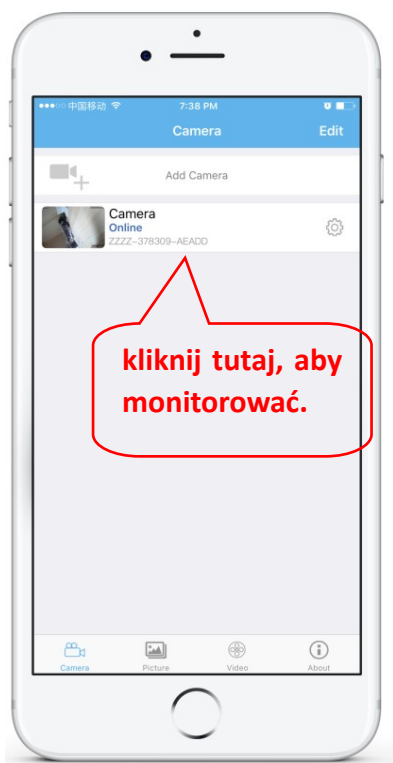 中国移动 7:38 PM
Camera Edit
Add Camera
Camera
Online
ZZZZ-378309-AEADD
kliknij tutaj, aby
monitorować.
Camera Picture Video About